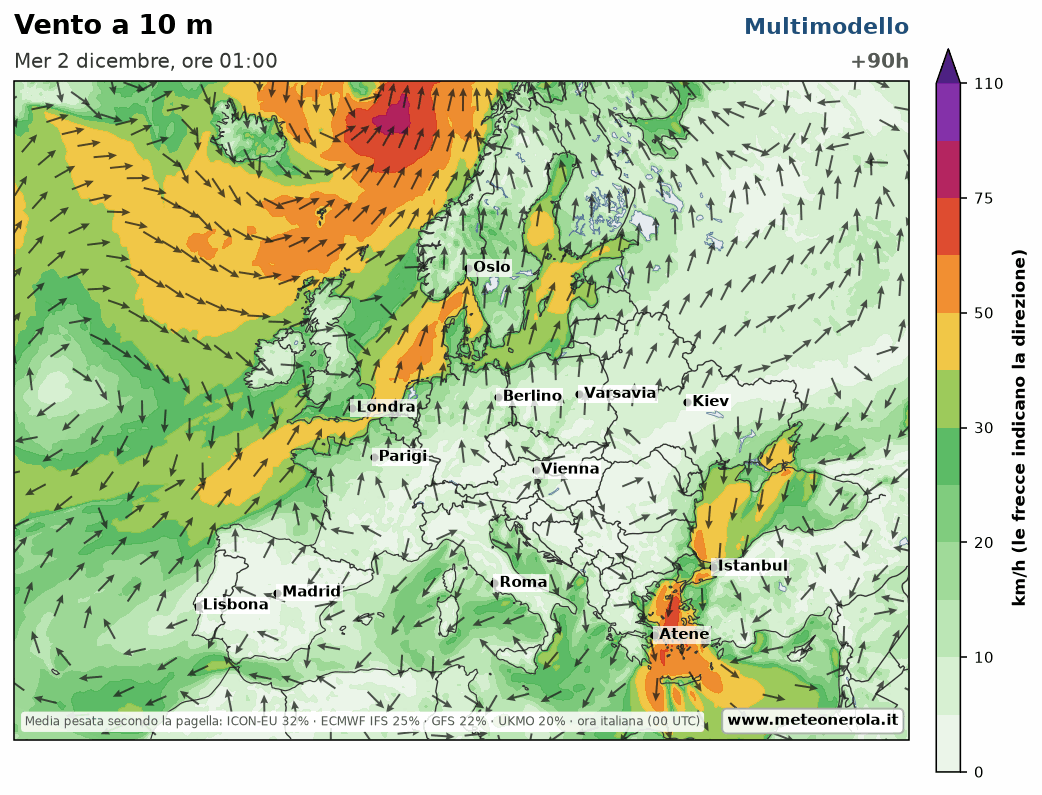 Vento a 10 m
Multimodello
Mer 2 dicembre, ore 01:00
+90h
110
75
50
30
20
10
0
km/h (le frecce indicano la direzione)
Oslo
Londra
Berlino
Varsavia
Kiev
Parigi
Vienna
Istanbul
Roma
Madrid
Lisbona
Atene
Media pesata secondo la pagella: ICON-EU 32% · ECMWF IFS 25% · GFS 22% · UKMO 20% · ora italiana (00 UTC)
www.meteonerola.it